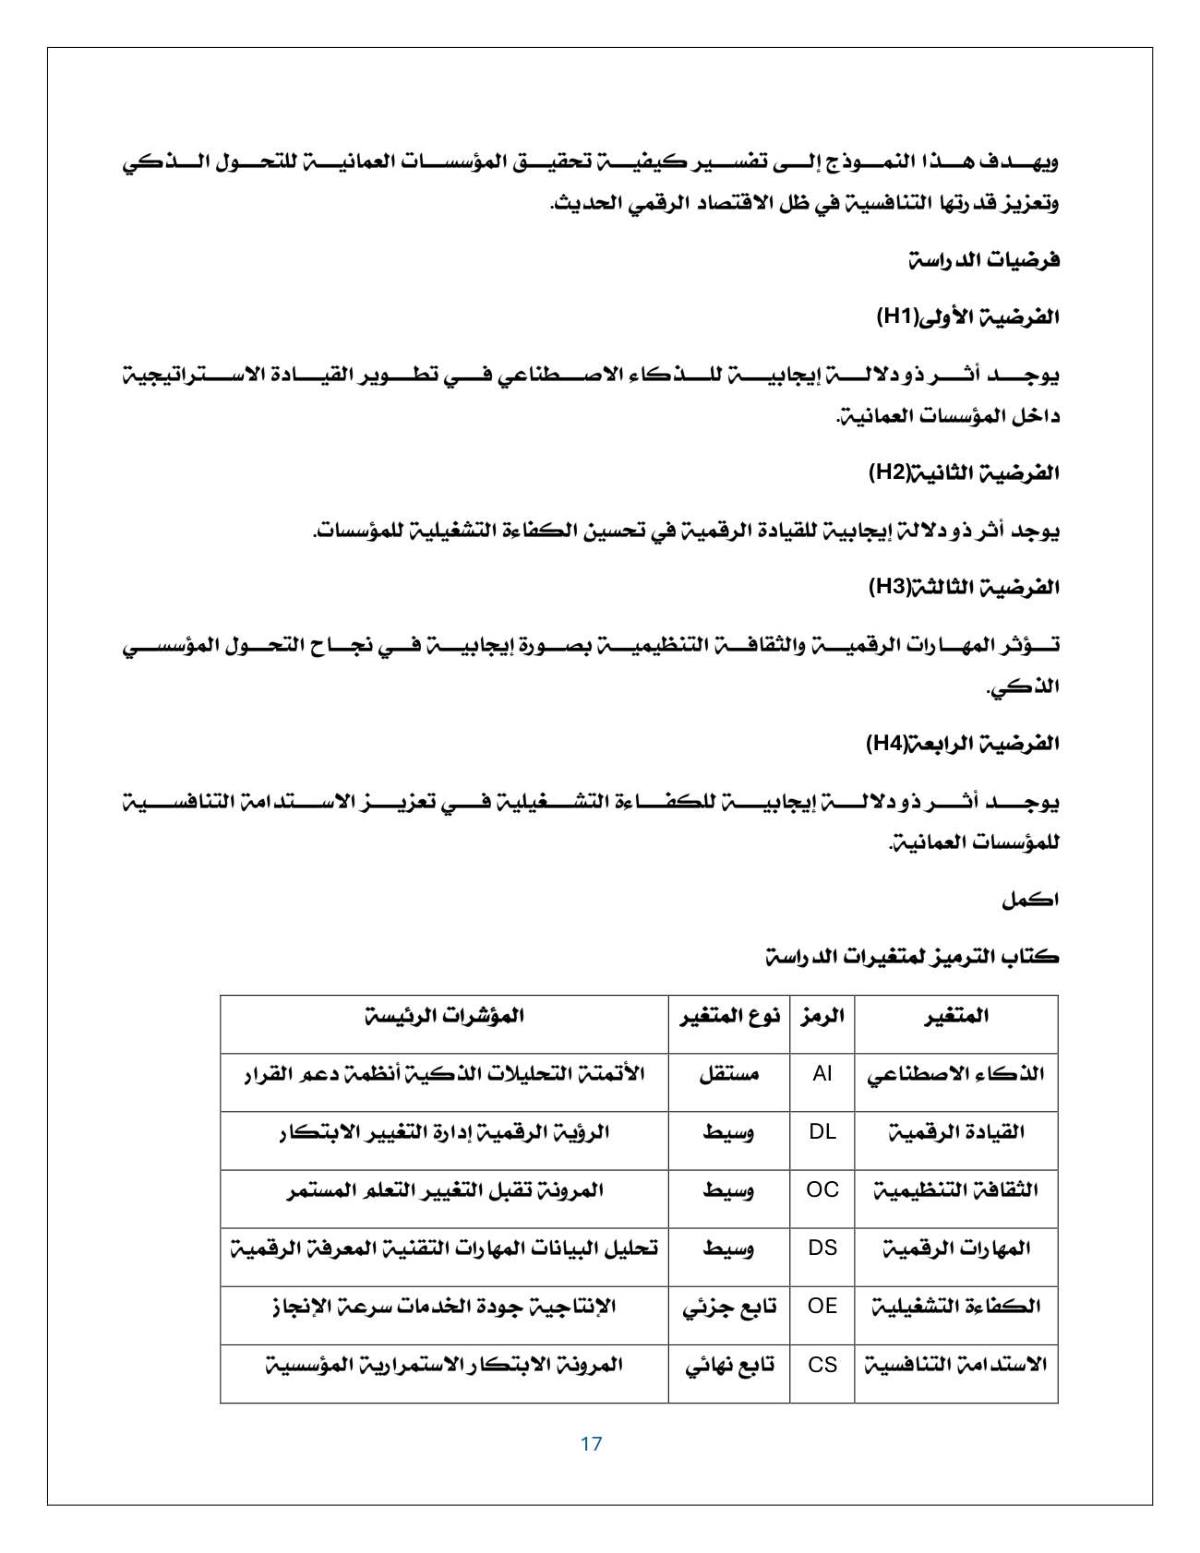 ويهدف هذا النموذج إلى تفسير كيفية تحقيق المؤسسات العمانية للتحول الذكي
وتعزيز قدرتها التنافسية في ظل الاقتصاد الرقمي الحديث.
فرضيات الدراسة
الفرضية الأولى(H1)
يوجد أثر ذو دلالة إيجابية للذكاء الاصطناعي في تطوير القيادة الاستراتيجية
داخل المؤسسات العمانية.
الفرضية الثانية(H2)
يوجد أثر ذو دلالة إيجابية للقيادة الرقمية في تحسين الكفاءة التشغيلية للمؤسسات.
الفرضية الثالثة(H3)
تؤثر المهارات الرقمية والثقافة التنظيمية بصورة إيجابية في نجاح التحول المؤسسي
الذكي.
الفرضية الرابعة(H4)
يوجد أثر ذو دلالة إيجابية للكفاءة التشغيلية في تعزيز الاستدامة التنافسية
للمؤسسات العمانية.
اكمل
كتاب الترميز لمتغيرات الدراسة
المتغير الرمز نوع المتغير المؤشرات الرئيسة
الذكاء الاصطناعي AI مستقل الأتمتة التحليلات الذكية أنظمة دعم القرار
القيادة الرقمية DL وسيط الرؤية الرقمية إدارة التغيير الابتكار
الثقافة التنظيمية OC وسيط المرونة تقبل التغيير التعلم المستمر
المهارات الرقمية DS وسيط تحليل البيانات المهارات التقنية المعرفة الرقمية
الكفاءة التشغيلية OE تابع جزئي الإنتاجية جودة الخدمات سرعة الإنجاز
الاستدامة التنافسية CS تابع نهائي المرونة الابتكار الاستمرارية المؤسسية
17